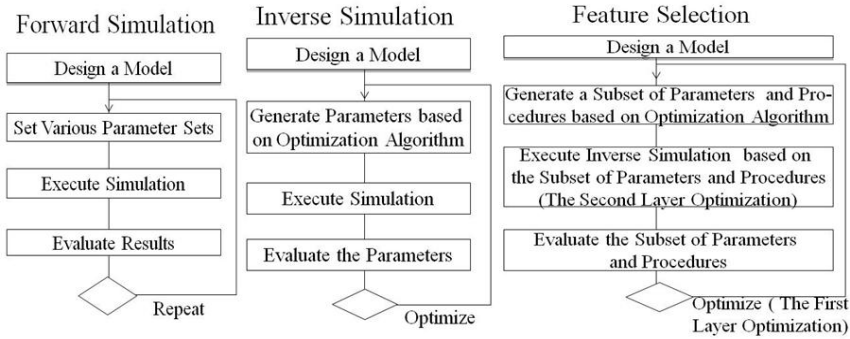 Forward Simulation
Design a Model
Set Various Parameter Sets
Execute Simulation
Evaluate Results
Repeat
Inverse Simulation
Design a Model
Generate Parameters based
on Optimization Algorithm
Execute Simulation
Evaluate the Parameters
Optimize
Feature Selection
Design a Model
Generate a Subset of Parameters and Pro-
cedures based on Optimization Algorithm
Execute Inverse Simulation based on
the Subset of Parameters and Procedures
(The Second Layer Optimization)
Evaluate the Subset of Parameters
and Procedures
Optimize ( The First
Layer Optimization)